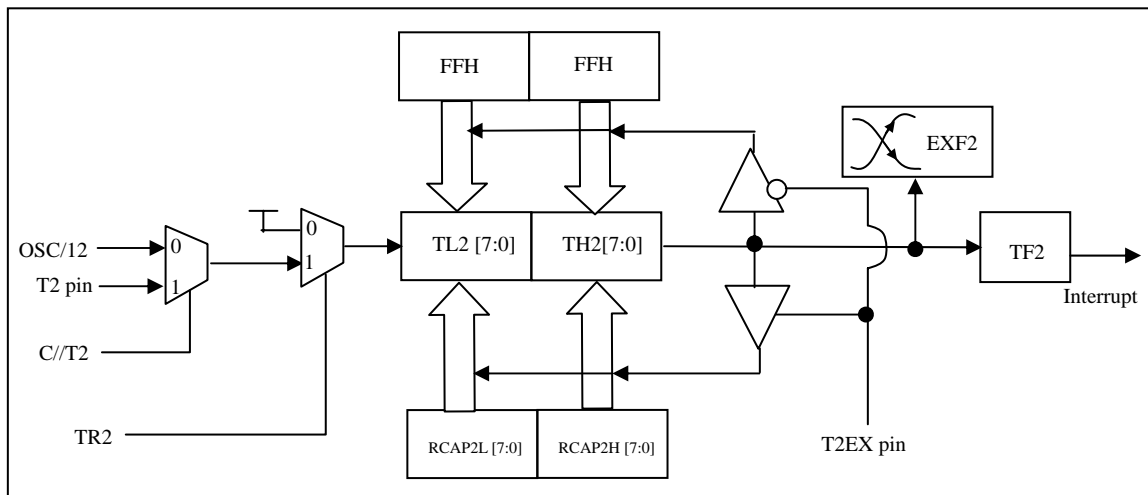 FFH FFH
EXF2
0
OSC/12 0
1
TL2 [7:0] TH2[7:0]
TF2
T2 pin 1
Interrupt
C//T2
TR2
RCAP2L [7:0] RCAP2H [7:0]
T2EX pin